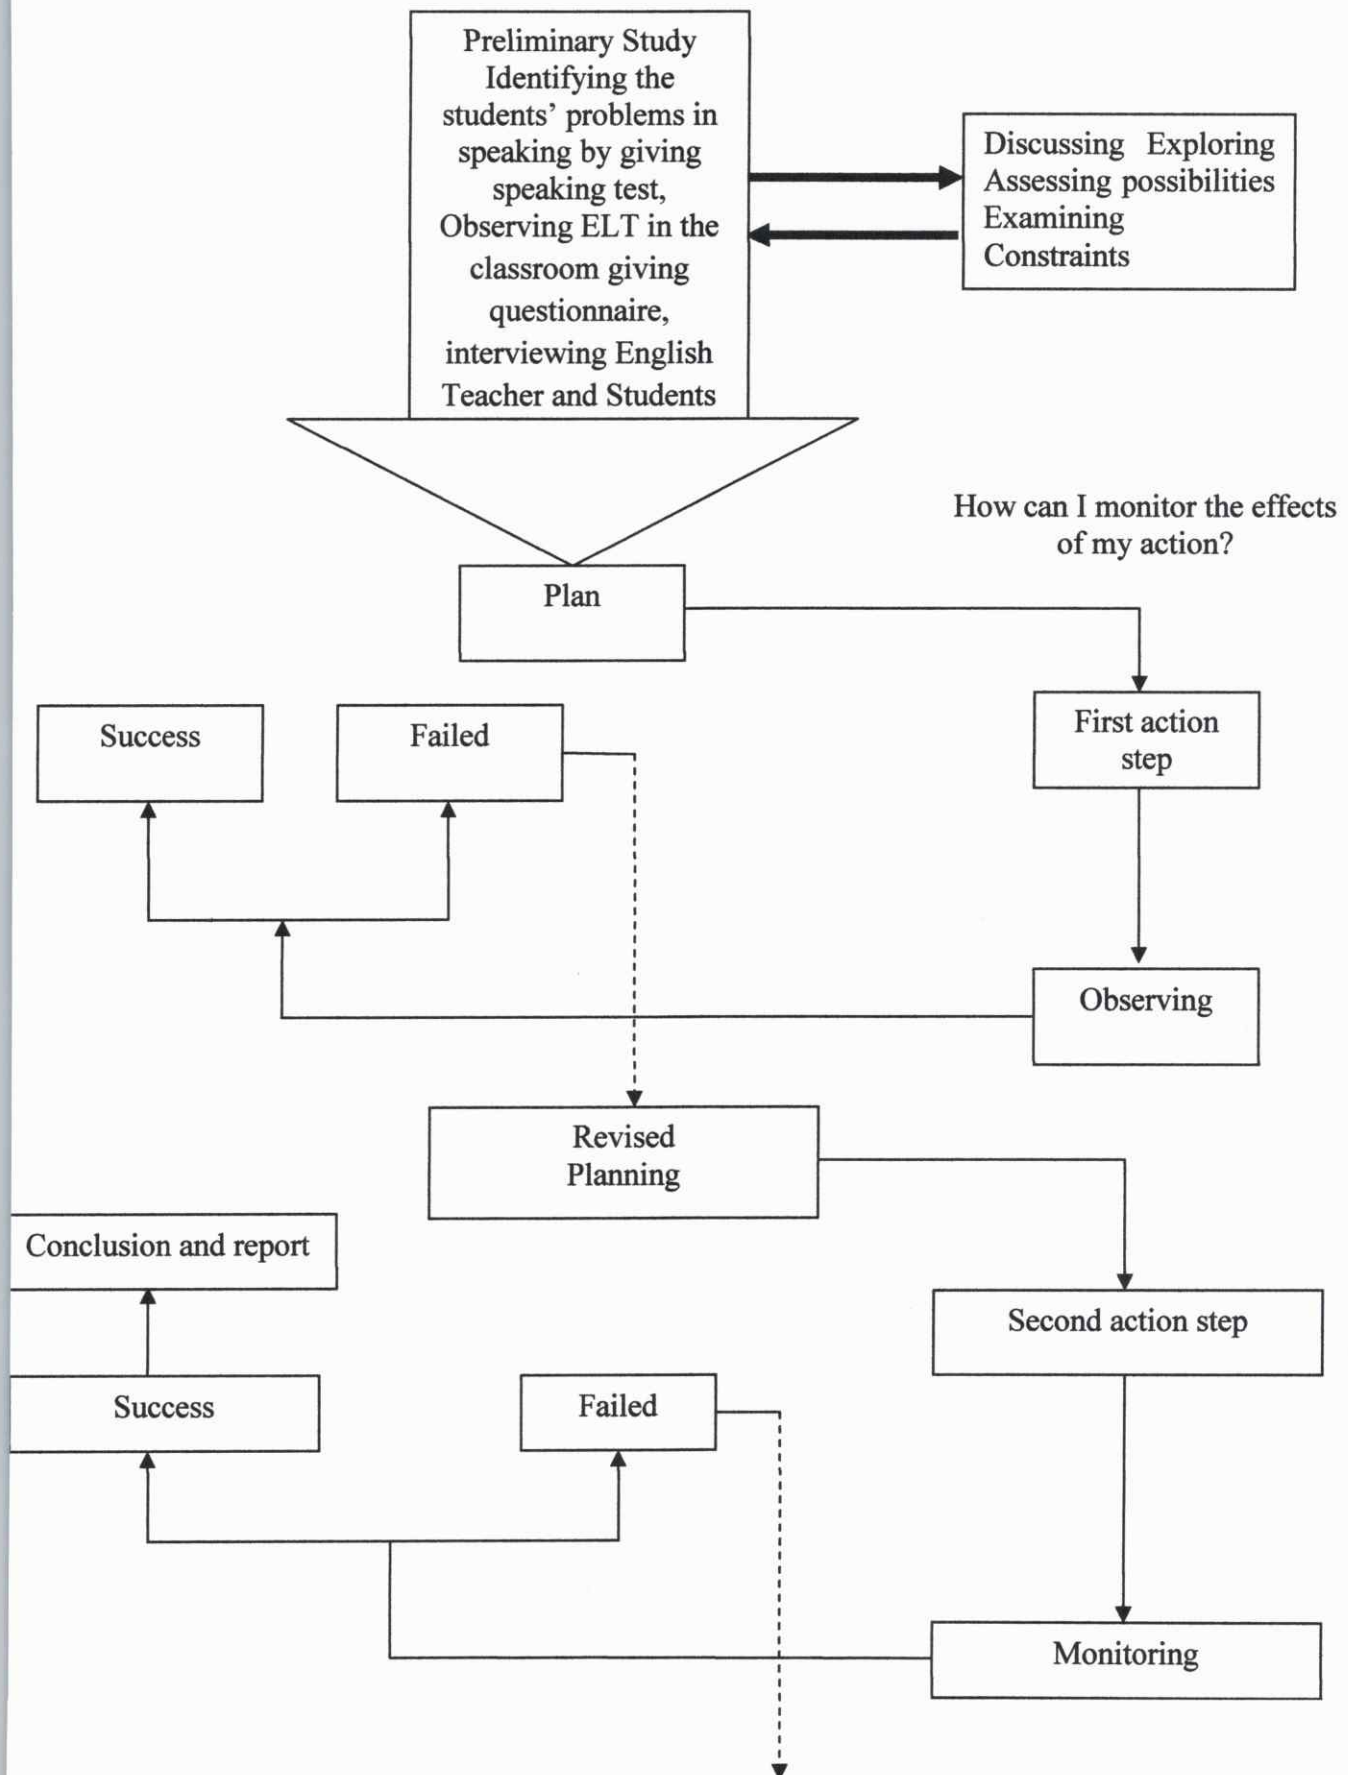 Preliminary Study
Identifying the
students’ problems in
speaking by giving
speaking test,
Observing ELT in the
classroom giving
questionnaire,
interviewing English
Teacher and Students
Discussing Exploring
Assessing possibilities
Examining
Constraints
How can I monitor the effects
of my action?
Plan
First action
step
Success
Failed
Observing
Revised
Planning
Conclusion and report
Second action step
Success
Failed
Monitoring